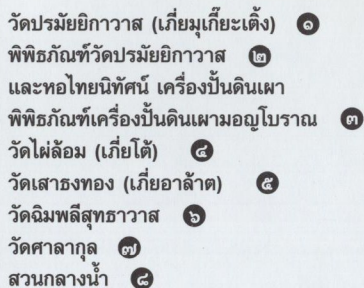 วัดปรมัยยิกาวาส (เภี่ยมุเกี๊ยะเติ้ง) ๑
พิพิธภัณฑ์วัดปรมัยยิกาวาส ๒
และหอไทยนิทัศน์ เครื่องปั้นดินเผา
พิพิธภัณฑ์เครื่องปั้นดินเผามอญโบราณ ๓
วัดไผ่ล้อม (เภี่ยโต้) ๔
วัดเสาธงทอง (เภี่ยอาล้าต) ๕
วัดฉิมพลีสุทธาวาส ๖
วัดศาลากุล ๗
สวนกลางน้ำ ๘